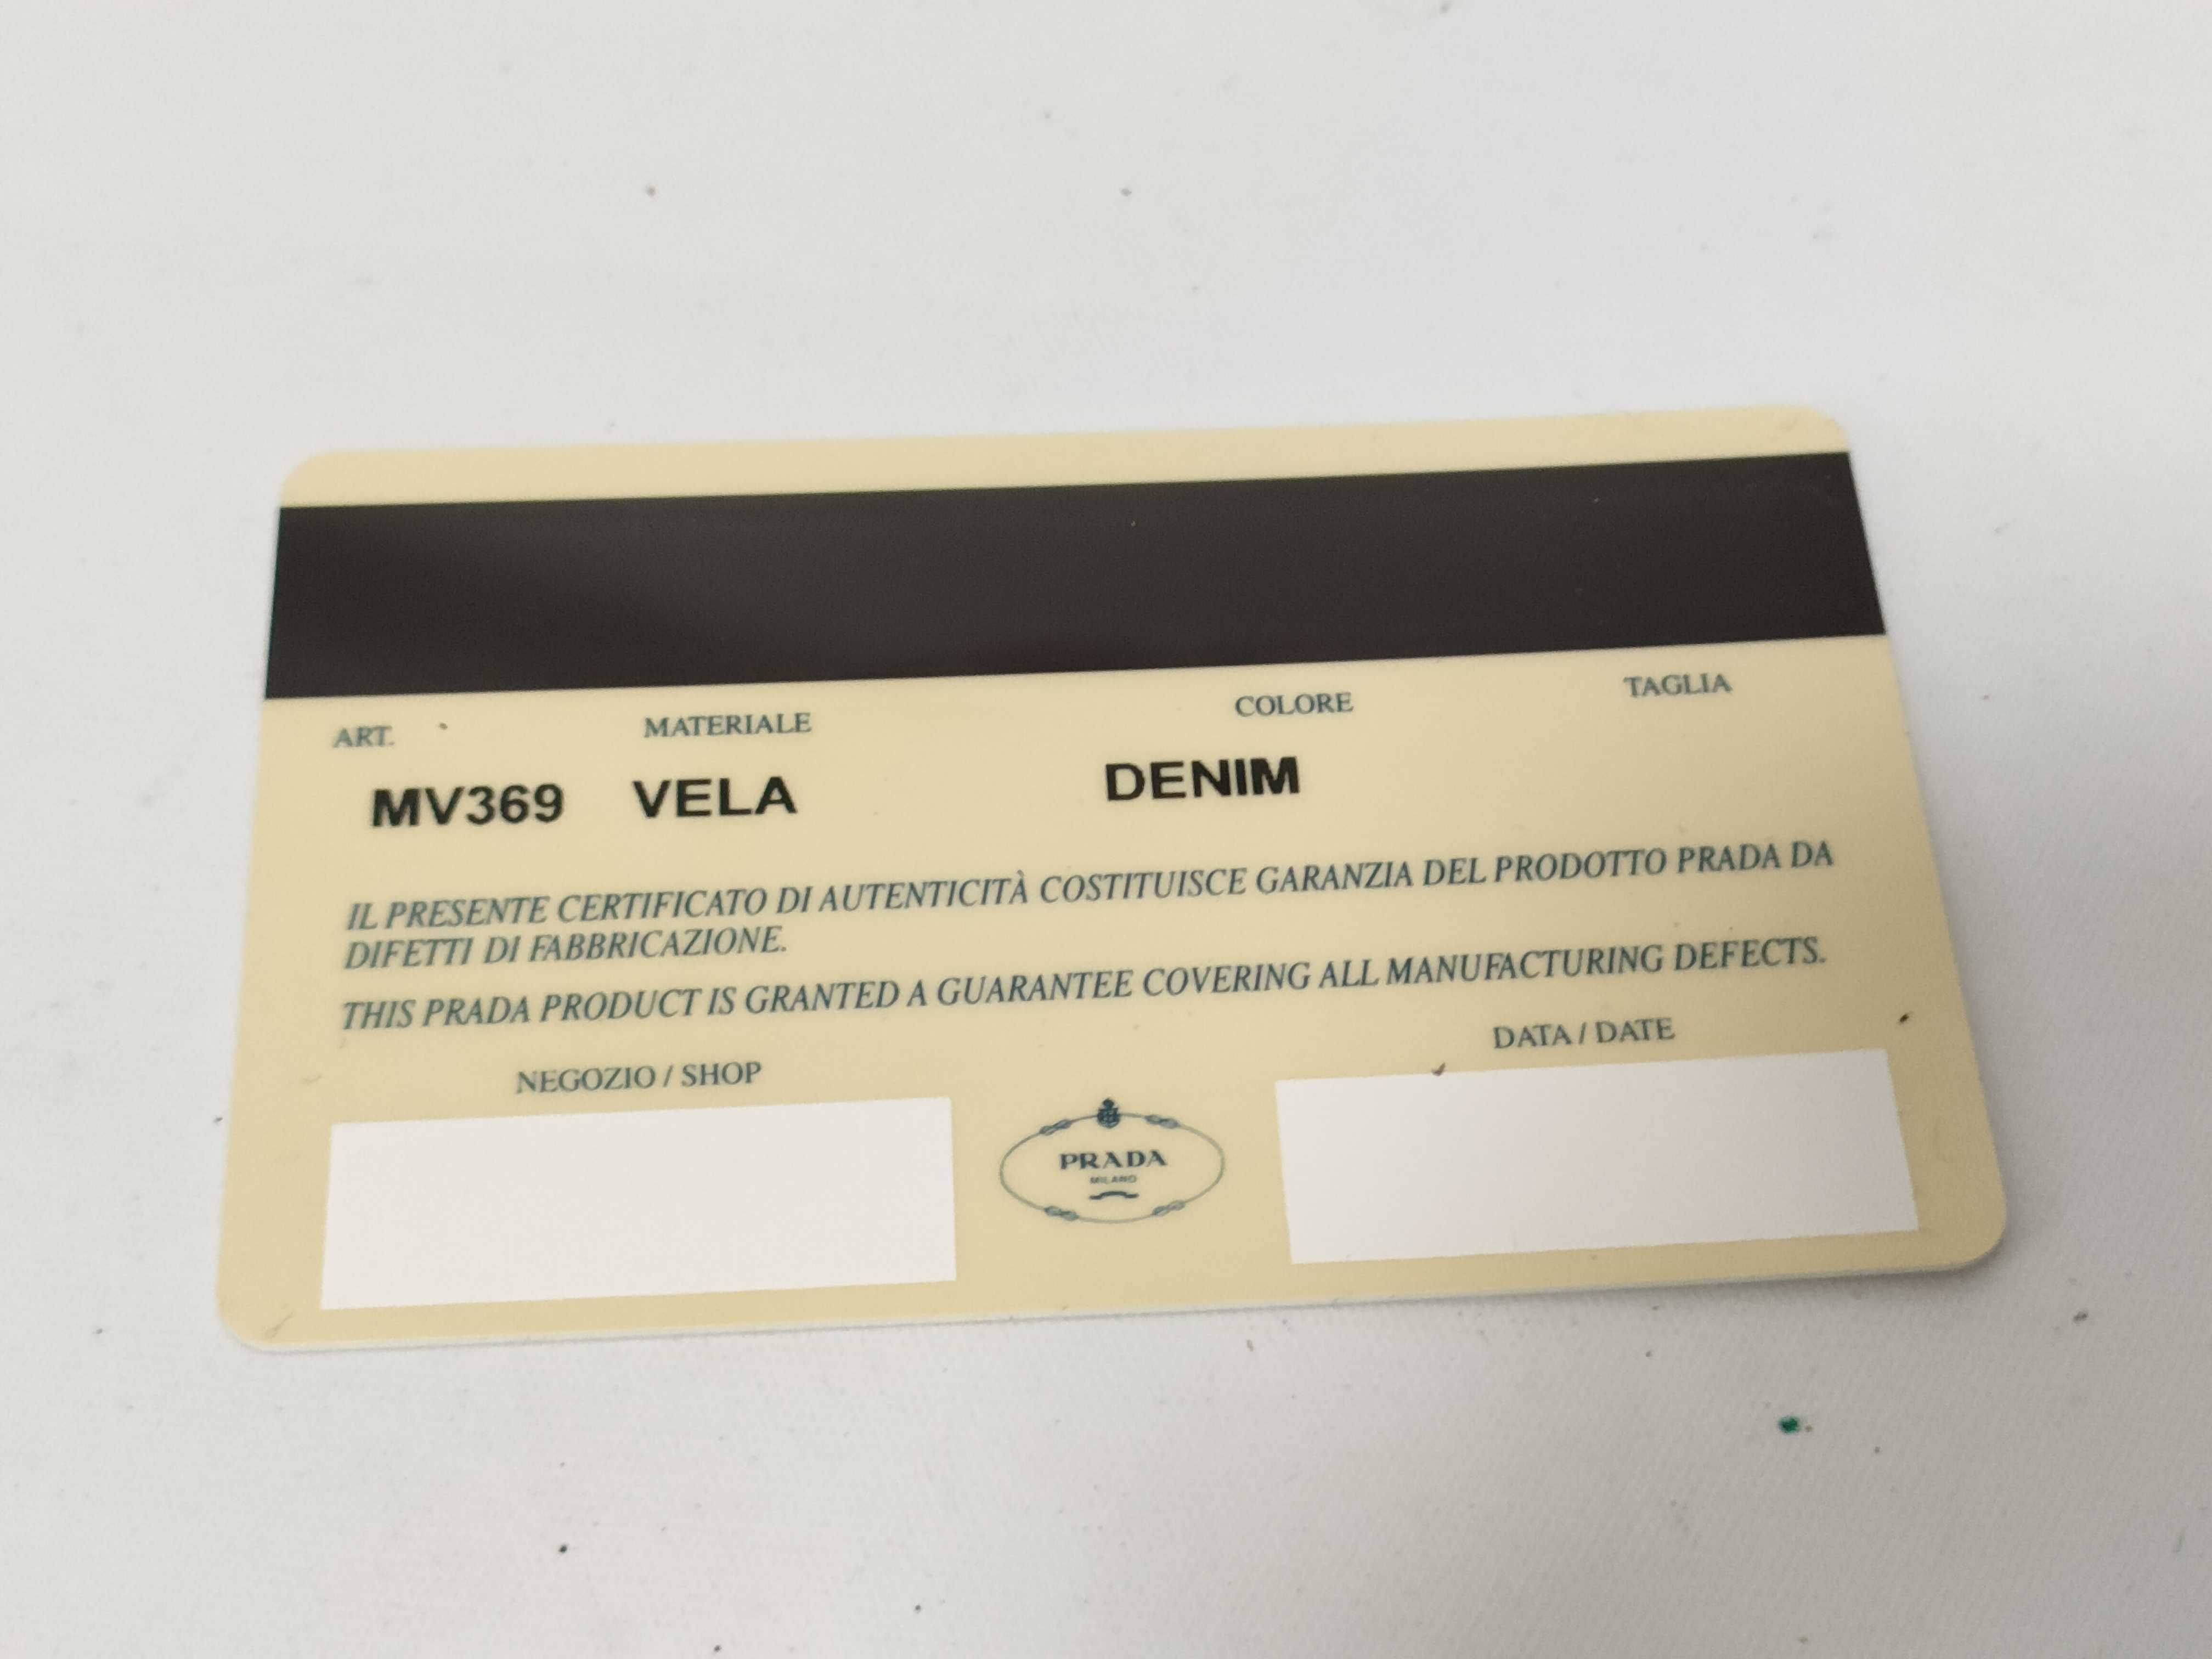 ART. MATERIALE COLORE TAGLIA
MV369 VELA DENIM
IL PRESENTE CERTIFICATO DI AUTENTICITÀ COSTITUISCE GARANZIA DEL PRODOTTO PRADA DA
DIFETTI DI FABBRICAZIONE.
THIS PRADA PRODUCT IS GRANTED A GUARANTEE COVERING ALL MANUFACTURING DEFECTS.
NEGOZIO / SHOP DATA / DATE
PRADA
MILANO